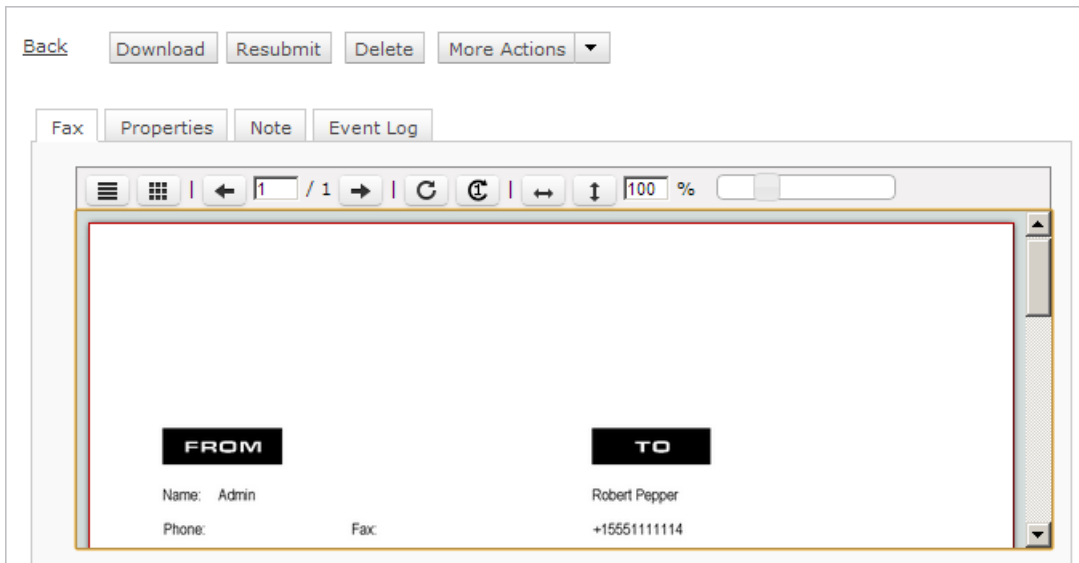 Back Download Resubmit Delete More Actions
Fax Properties Note Event Log
1 / 1 1 100 %
FROM TO
Name: Admin Robert Pepper
Phone: Fax: +15551111114